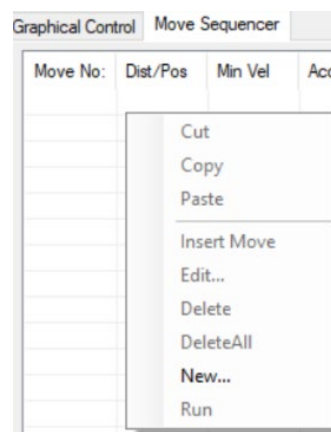 Graphical Control Move Sequencer
Move No: Dist/Pos Min Vel
Cut
Copy
Paste
Insert Move
Edit...
Delete
DeleteAll
New...
Run